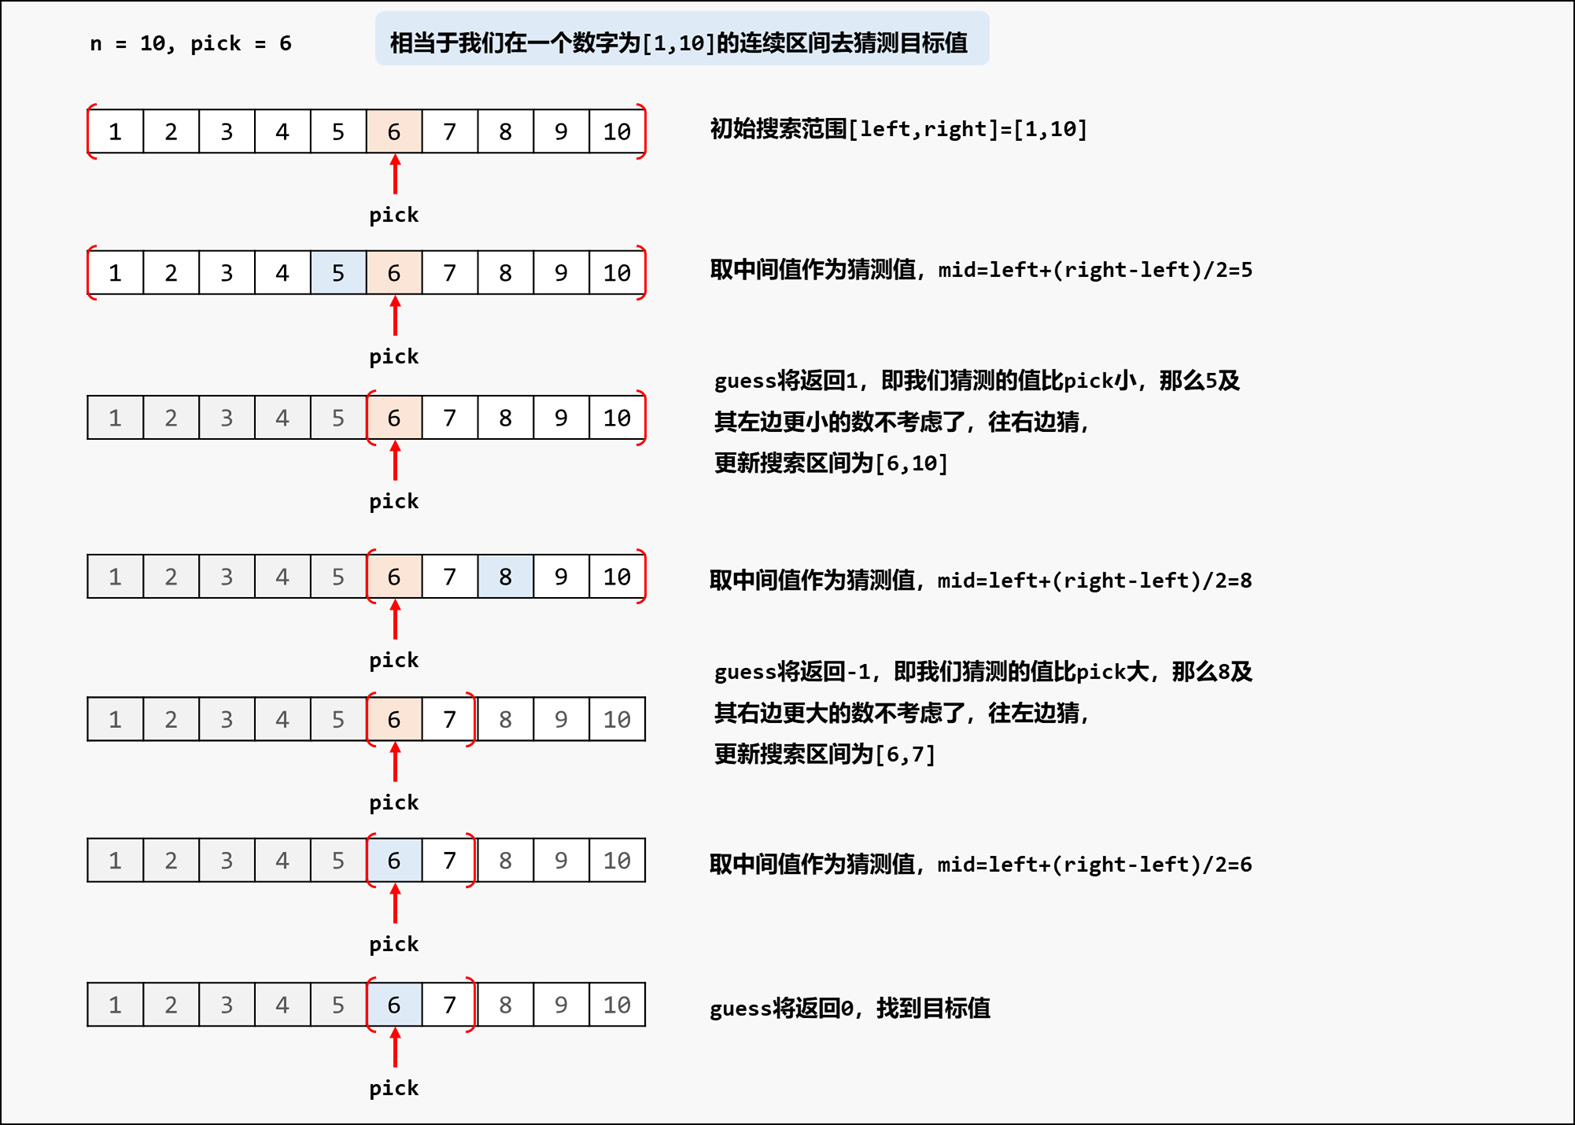 n = 10, pick = 6
相当于我们在一个数字为[1,10]的连续区间去猜测目标值
1 2 3 4 5 6 7 8 9 10
初始搜索范围[left,right]=[1,10]
pick
1 2 3 4 5 6 7 8 9 10
取中间值作为猜测值，mid=left+(right-left)/2=5
pick
guess将返回1，即我们猜测的值比pick小，那么5及
1 2 3 4 5 6 7 8 9 10
其左边更小的数不考虑了，往右边猜，
更新搜索区间为[6,10]
pick
1 2 3 4 5 6 7 8 9 10
取中间值作为猜测值，mid=left+(right-left)/2=8
pick
guess将返回-1，即我们猜测的值比pick大，那么8及
1 2 3 4 5 6 7 8 9 10
其右边更大的数不考虑了，往左边猜，
更新搜索区间为[6,7]
pick
1 2 3 4 5 6 7 8 9 10
取中间值作为猜测值，mid=left+(right-left)/2=6
pick
1 2 3 4 5 6 7 8 9 10
guess将返回0，找到目标值
pick